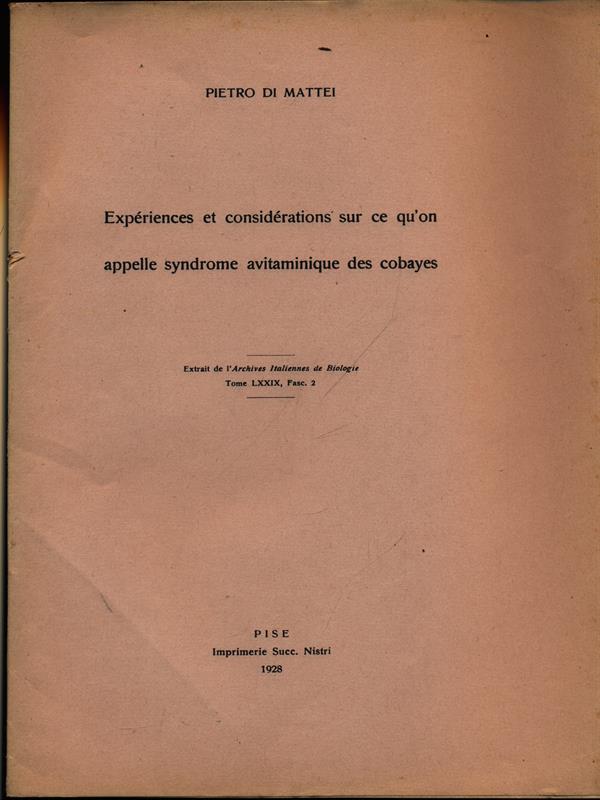 PIETRO DI MATTEI
Expériences et considérations sur ce qu'on
appelle syndrome avitaminique des cobayes
Extrait de l'Archives Italiennes de Biologie
Tome LXXIX, Fasc. 2
PISE
Imprimerie Succ. Nistri
1928